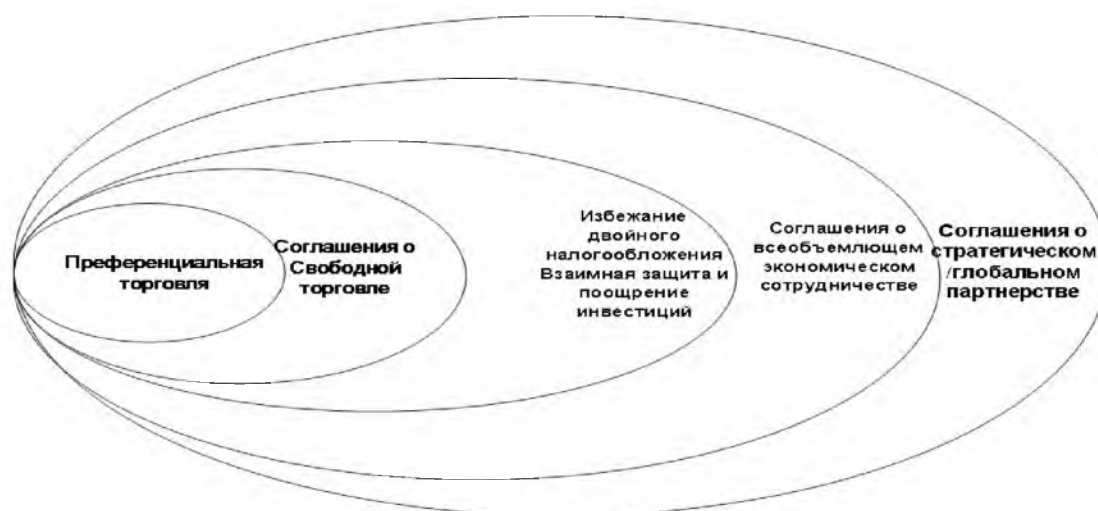 Преференциальная
торговля
Соглашения о
Свободной
торговле
Избежание
двойного
налогообложения
Взаимная защита и
поощрение
инвестиций
Соглашения о
всеобъемлющем
экономическом
сотрудничестве
Соглашения о
стратегическом
/глобальном
партнерстве